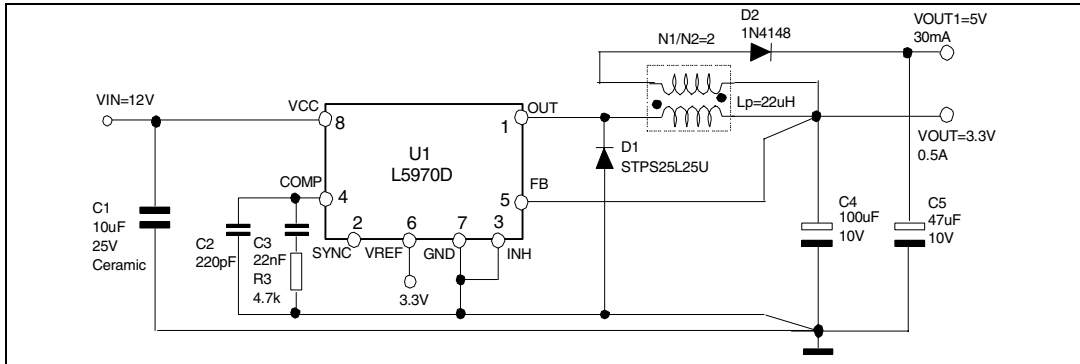 D2
1N4148
VOUT1=5V
30mA
N1/N2=2
VIN=12V
VCC
8
OUT
1
Lp=22uH
VOUT=3.3V
0.5A
U1
L5970D
D1
STPS25L25U
COMP
4
FB
5
C1
10uF
25V
Ceramic
C2
220pF
C3
22nF
R3
4.7k
2
SYNC
6
VREF
7
GND
3
INH
3.3V
C4
100uF
10V
C5
47uF
10V